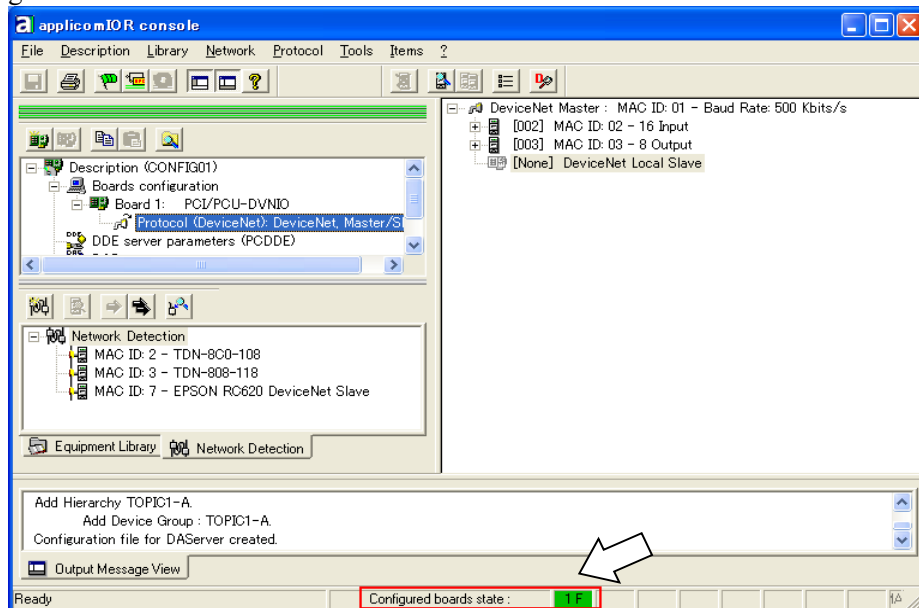 applicomIOR console
File Description Library Network Protocol Tools Items ?
DeviceNet Master : MAC ID: 01 - Baud Rate: 500 Kbits/s
[002] MAC ID: 02 - 16 Input
[003] MAC ID: 03 - 8 Output
[None] DeviceNet Local Slave
Description (CONFIG01)
Boards configuration
Board 1: PCI/PCU-DVNIO
Protocol (DeviceNet): DeviceNet, Master/Sl
DDE server parameters (PCDDE)
Network Detection
MAC ID: 2 - TDN-8C0-108
MAC ID: 3 - TDN-808-118
MAC ID: 7 - EPSON RC620 DeviceNet Slave
Equipment Library Network Detection
Add Hierarchy TOPIC1-A.
Add Device Group : TOPIC1-A.
Configuration file for DAServer created.
Output Message View
Ready Configured boards state : 1 F